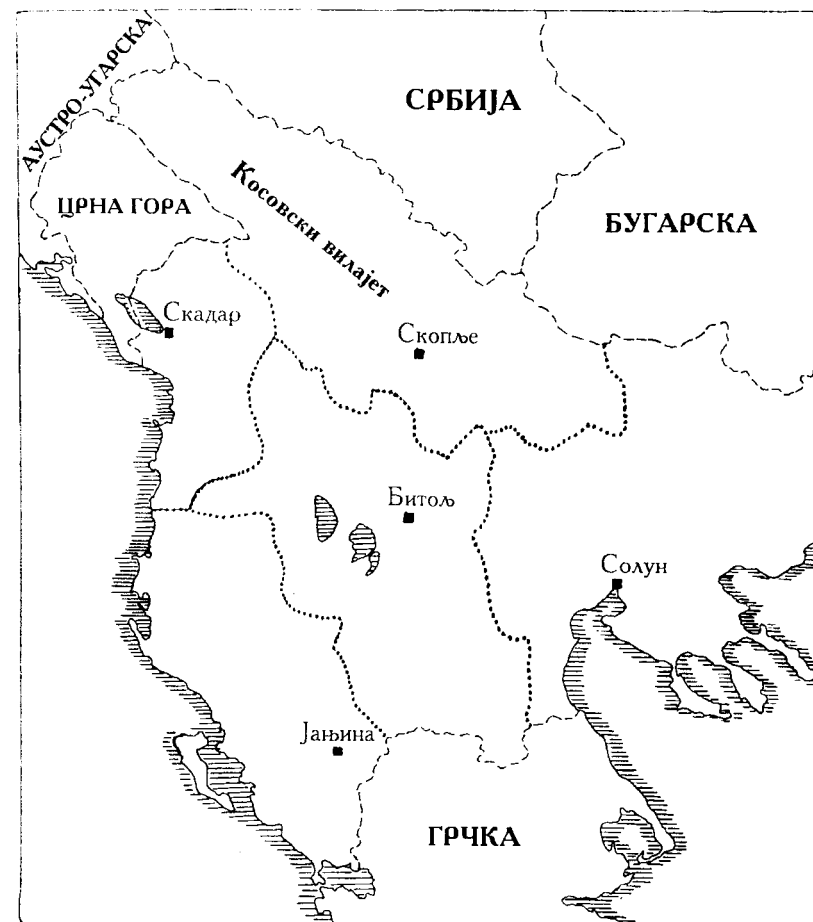 АУСТРО-УГАРСКА
СРБИЈА
ЦРНА ГОРА
Косовски вилајет
БУГАРСКА
Скадар
Скопље
Битољ
Солун
Јањина
ГРЧКА